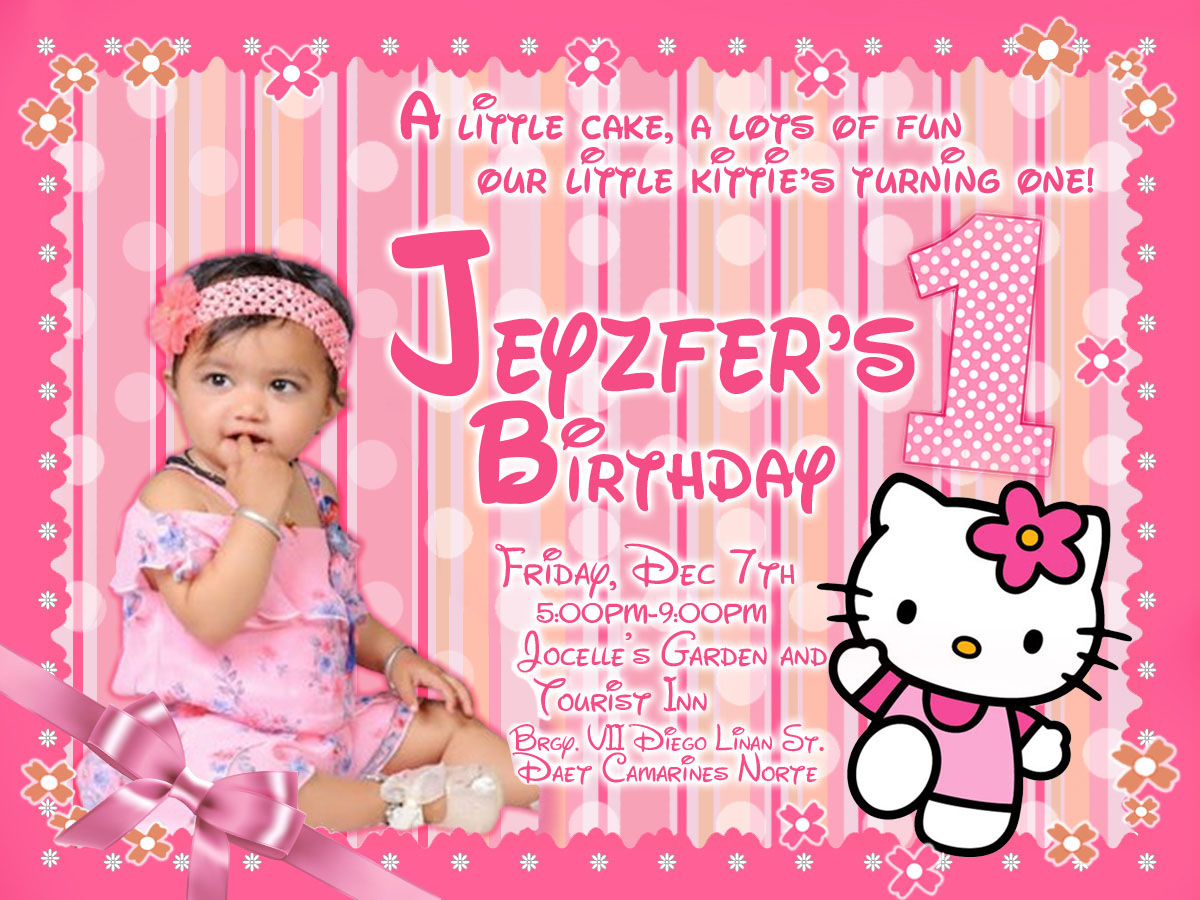 A little cake, a lots of fun
our little kittie's turning one!
1
Jeyzfer's
Birthday
Friday, Dec 7th
5:00pm-9:00pm
Jocelle's Garden and
Tourist Inn
Brgy. VII Diego Linan St.
Daet Camarines Norte